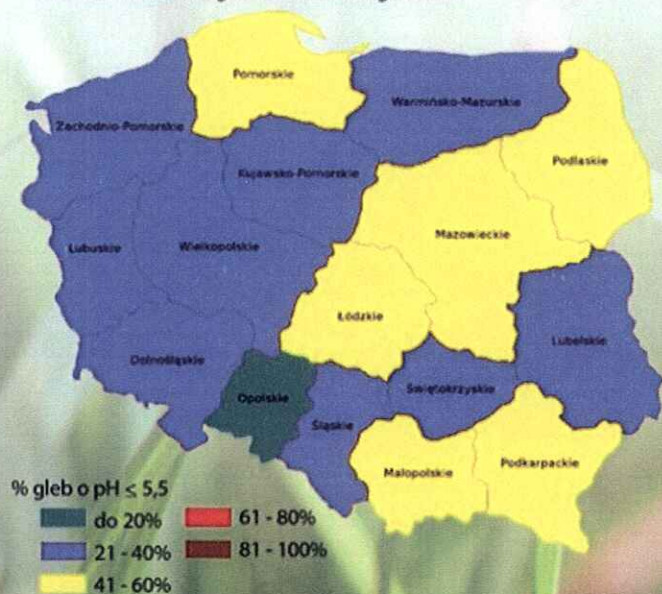 Pomorskie
Warmińsko-Mazurskie
Zachodnio-Pomorskie
Podlaskie
Kujawsko-Pomorskie
Mazowieckie
Lubuskie
Wielkopolskie
Łódzkie
Lubelskie
Dolnośląskie
Świętokrzyskie
Opolskie
Śląskie
Małopolskie
Podkarpackie
% gleb o pH ≤ 5,5
do 20%
61 - 80%
21 - 40%
81 - 100%
41 - 60%